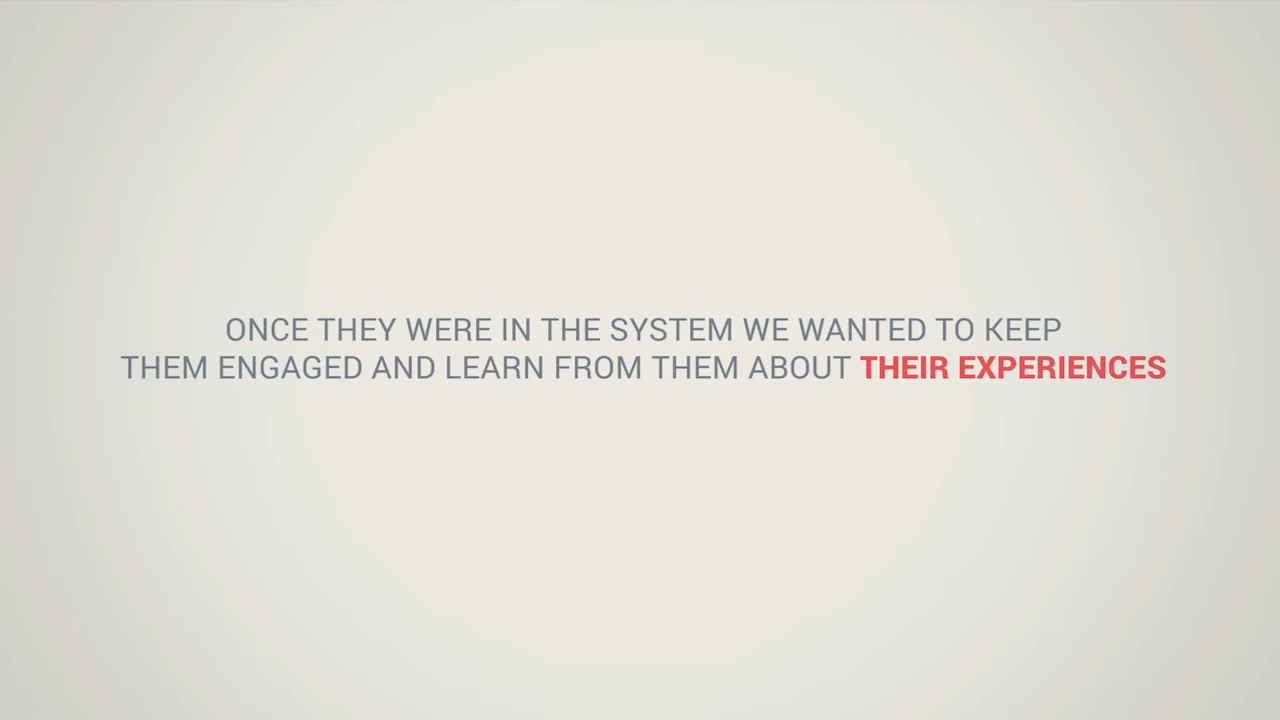 ONCE THEY WERE IN THE SYSTEM WE WANTED TO KEEP
THEM ENGAGED AND LEARN FROM THEM ABOUT THEIR EXPERIENCES